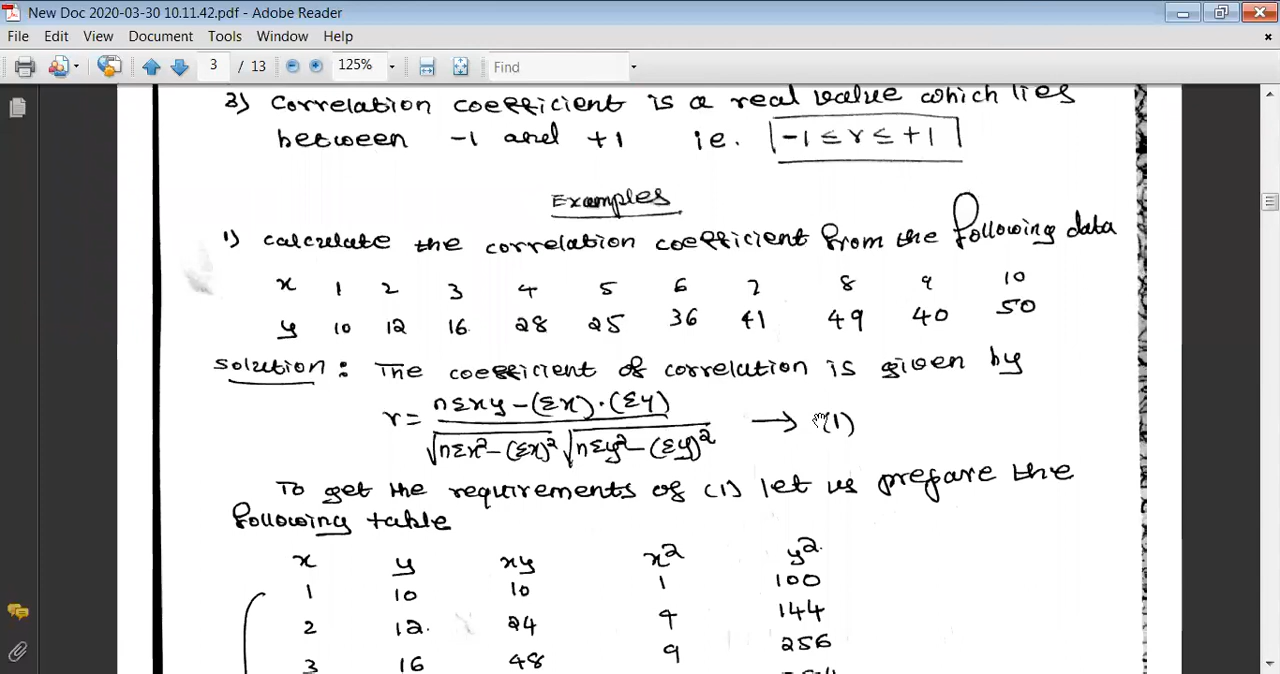 New Doc 2020-03-30 10.11.42.pdf - Adobe Reader
File Edit View Document Tools Window Help
3 / 13 125% Find
3) Correlation coefficient is a real value which lies
between -1 and +1 ie. -1 ≤ r ≤ +1
Examples
1) calculate the correlation coefficient from the following data
x 1 2 3 4 5 6 7 8 9 10
y 10 12 16 28 25 36 41 49 40 50
Solution : The coefficient of correlation is given by
r = nΣxy - (Σx) . (Σy)
√nΣx² - (Σx)² √nΣy² - (Σy)² → (1)
To get the requirements of (1) let us prepare the
following table
x y xy x² y²
1 10 10 1 100
2 12 24 4 144
3 16 48 9 256